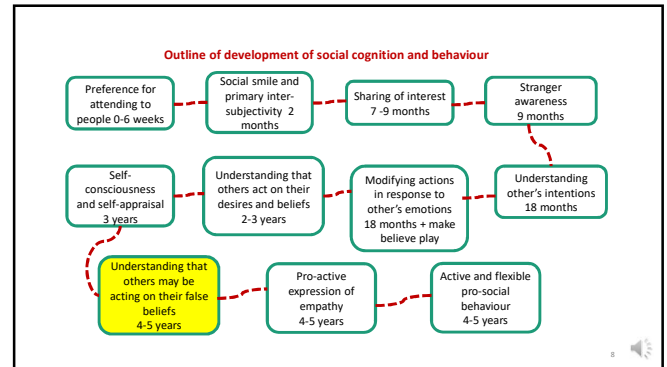 Outline of development of social cognition and behaviour
Preference for
attending to
people 0-6 weeks
Social smile and
primary inter-
subjectivity 2
months
Sharing of interest
7 -9 months
Stranger
awareness
9 months
Self-
consciousness
and self-appraisal
3 years
Understanding that
others act on their
desires and beliefs
2-3 years
Modifying actions
in response to
other's emotions
18 months + make
believe play
Understanding
other's intentions
18 months
Understanding that
others may be
acting on their false
beliefs
4-5 years
Pro-active
expression of
empathy
4-5 years
Active and flexible
pro-social
behaviour
4-5 years
8